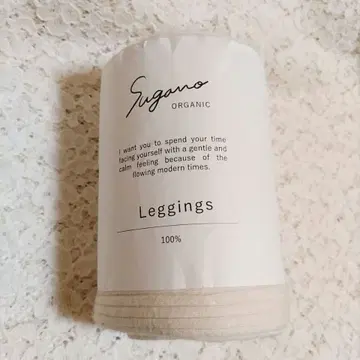 Sugano
ORGANIC
i want you to spend your time
facing yourself with a gentle and
calm feeling because of the
flowing modern times.
Leggings
100%